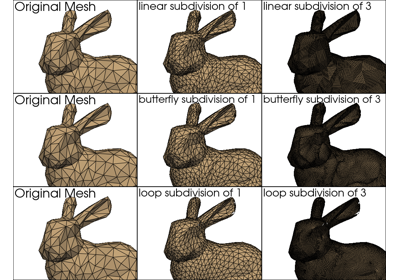 Original Mesh
linear subdivision of 1
linear subdivision of 3
Original Mesh
butterfly subdivision of 1
butterfly subdivision of 3
Original Mesh
loop subdivision of 1
loop subdivision of 3